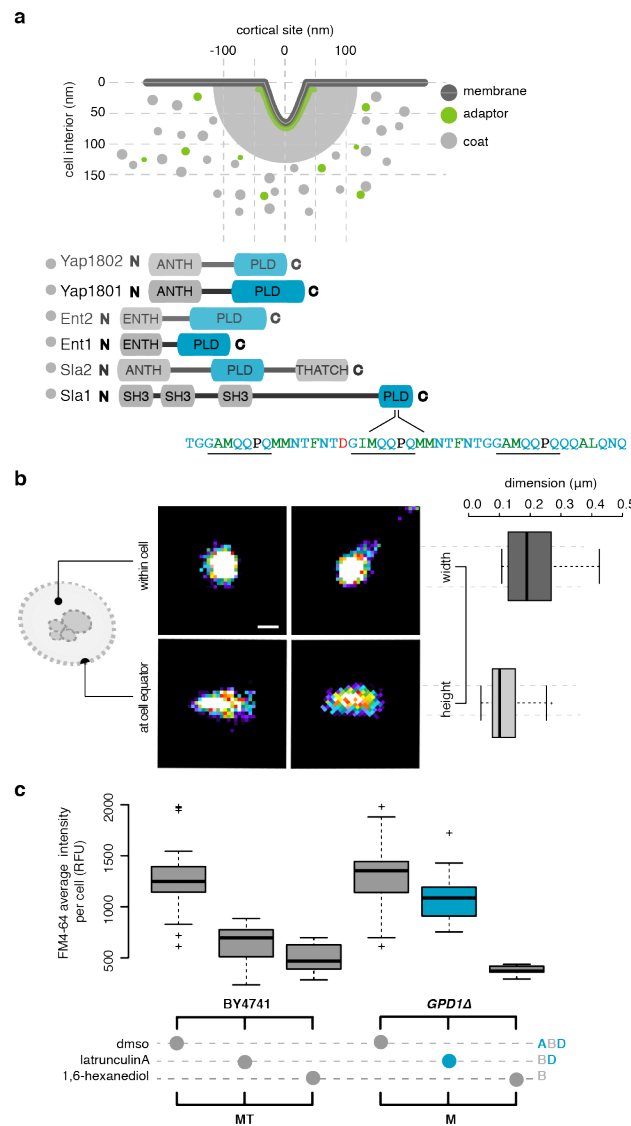 a
cortical site (nm)
-100 0 100
cell interior (nm)
0
50
100
150
membrane
adaptor
coat
Yap1802 N ANTH PLD C
Yap1801 N ANTH PLD C
Ent2 N ENTH PLD C
Ent1 N ENTH PLD C
Sla2 N ANTH PLD THATCH C
Sla1 N SH3 SH3 SH3 PLD C
TGGAMQQPQMMNTFNTDGIMQQPQMMNTFNTGGAMQQPQQQALQNQ
b
dimension (µm)
0.0 0.1 0.2 0.3 0.4 0.5
within cell
at cell equator
width
height
c
FM4-64 average intensity
per cell (RFU)
2000
1500
1000
500
BY4741 GPD1Δ
dmso ABD
latrunculinA BD
1,6-hexanediol B
MT M